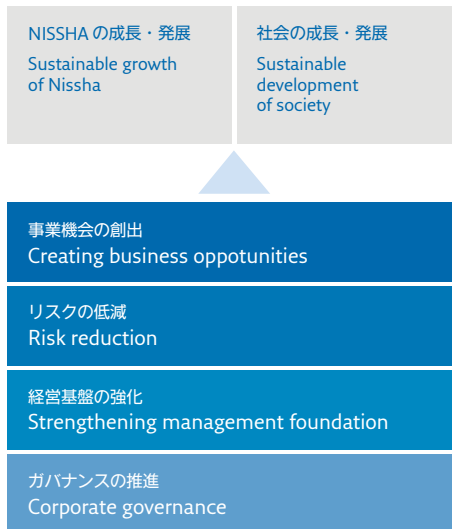 NISSHA の成長・発展
Sustainable growth
of Nissha
社会の成長・発展
Sustainable
development
of society
事業機会の創出
Creating business oppotunities
リスクの低減
Risk reduction
経営基盤の強化
Strengthening management foundation
ガバナンスの推進
Corporate governance